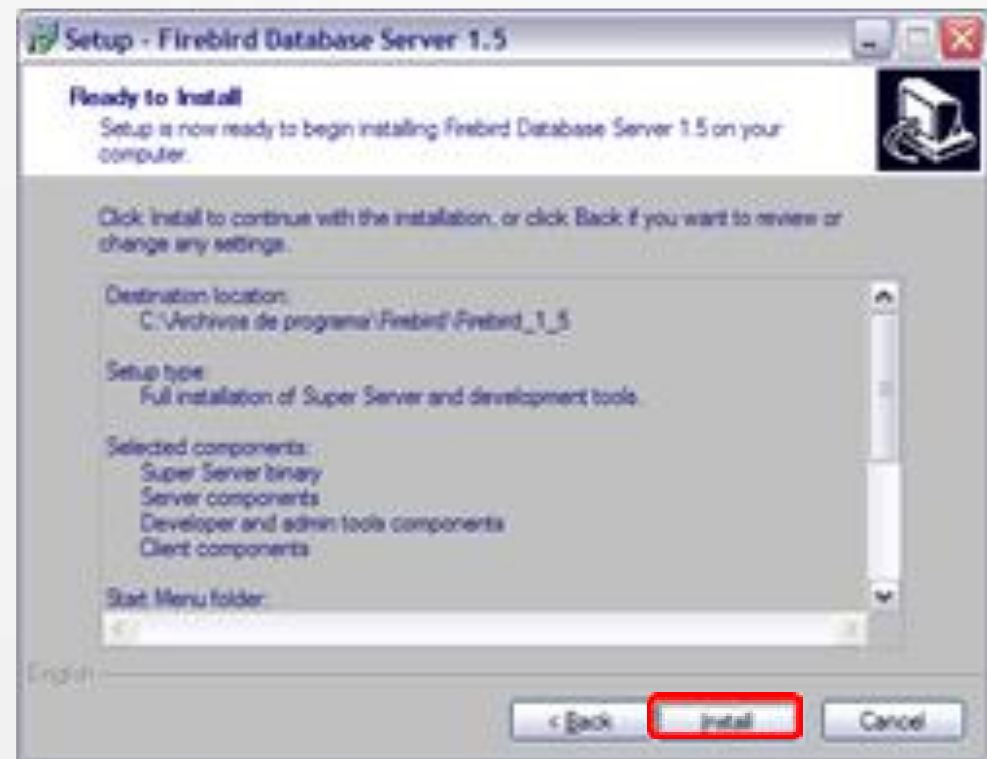 Setup - Firebird Database Server 1.5
Ready to Install
Setup is now ready to begin installing Firebird Database Server 1.5 on your
computer.
Click Install to continue with the installation, or click Back if you want to review or
change any settings.
Destination location:
C:\Archivos de programa\Firebird\Firebird_1_5
Setup type:
Full installation of Super Server and development tools.
Selected components:
Super Server binary
Server components
Developer and admin tools components
Client components
Start Menu folder:
English
< Back
Install
Cancel